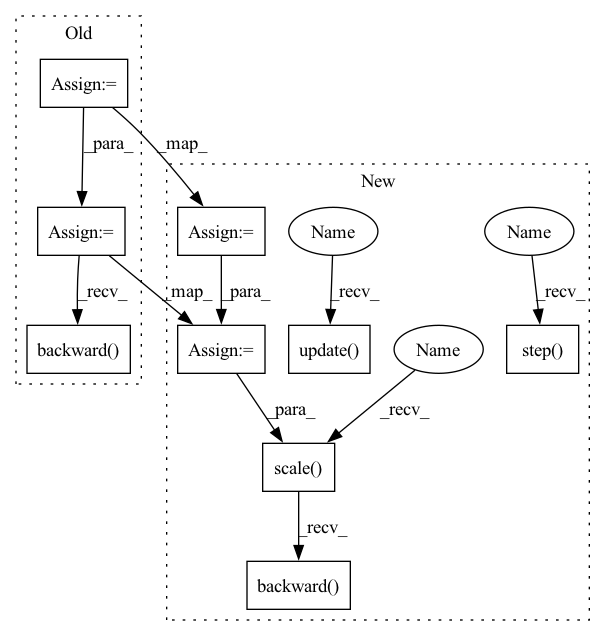 Old
Assign:=
_para_
_map_
New
Assign:=
Assign:=
Name
Name
_recv_
_map_
_para_
_recv_
_recv_
backward()
Assign:=
update()
Name
step()
_para_
_recv_
scale()
_recv_
backward()